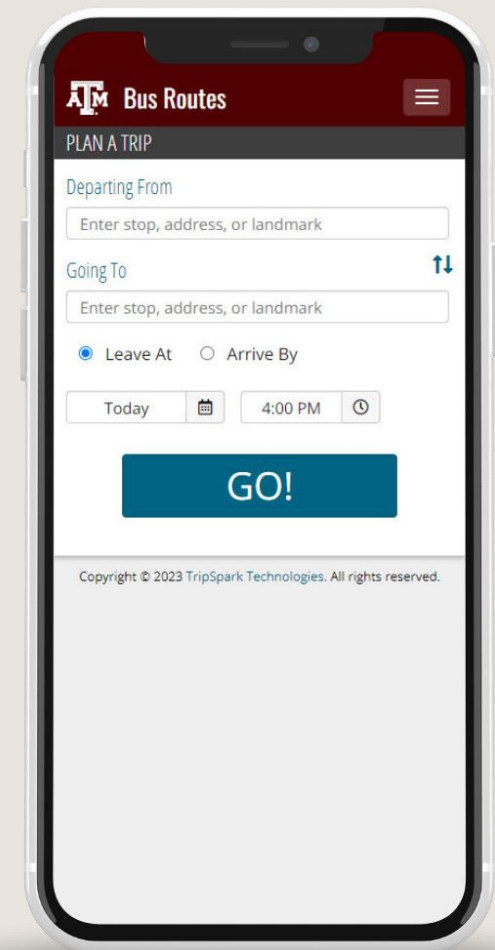 ATM Bus Routes
PLAN A TRIP
Departing From
Enter stop, address, or landmark
Going To
Enter stop, address, or landmark
Leave At Arrive By
Today 4:00 PM
GO!
Copyright © 2023 TripSpark Technologies. All rights reserved.